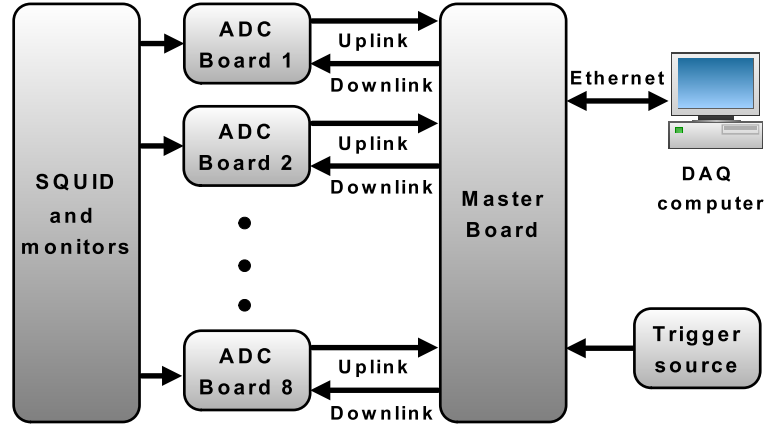 SQUID
and
monitors
ADC
Board 1
Uplink
Downlink
ADC
Board 2
Uplink
Downlink
ADC
Board 8
Uplink
Downlink
Master
Board
Ethernet
DAQ
computer
Trigger
source